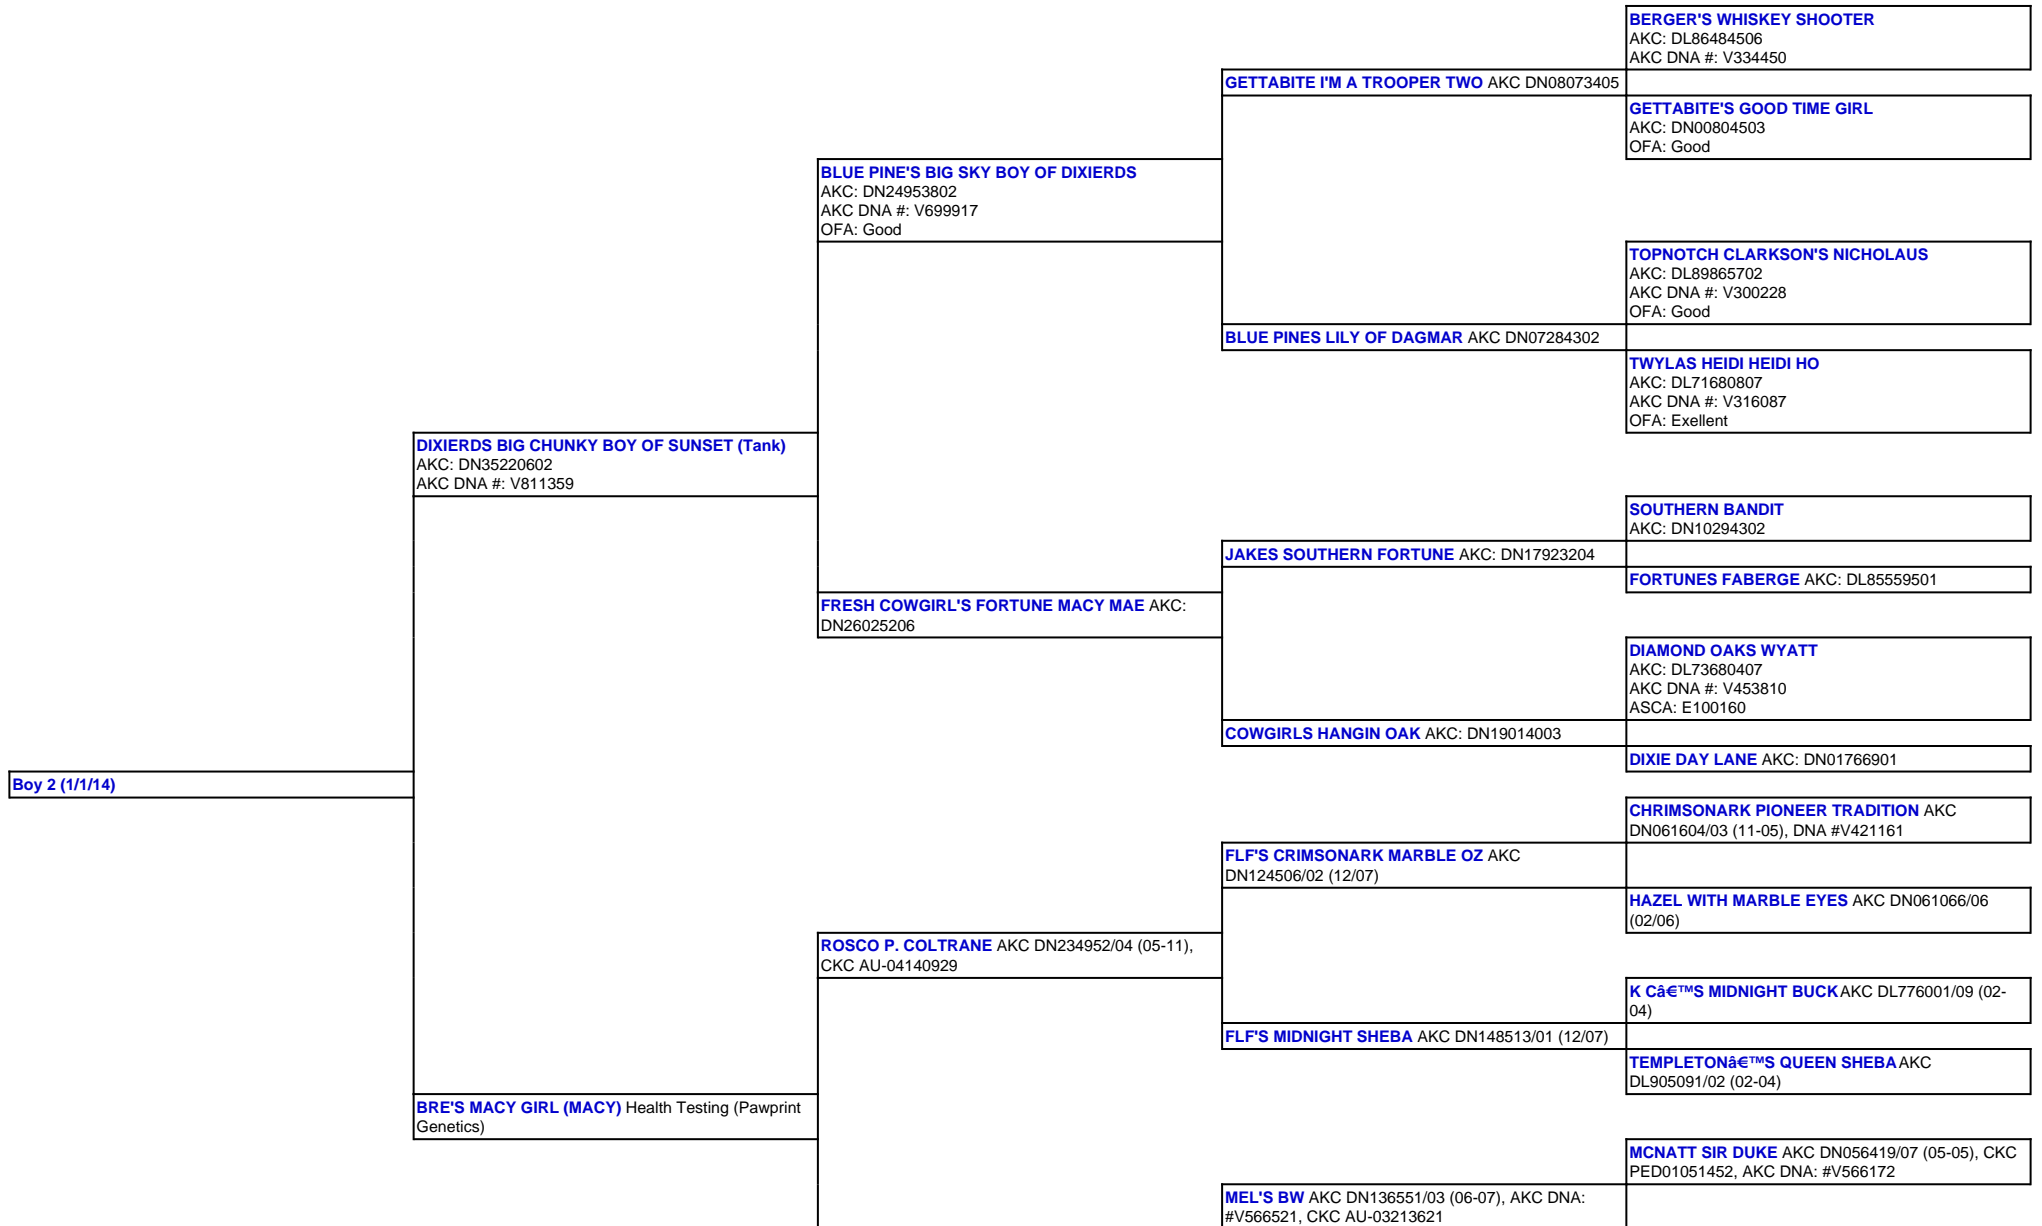 BERGER'S WHISKEY SHOOTER
AKC: DL86484506
AKC DNA #: V334450
GETTABITE I'M A TROOPER TWO AKC DN08073405
GETTABITE'S GOOD TIME GIRL
AKC: DN00804503
OFA: Good
BLUE PINE'S BIG SKY BOY OF DIXIERDS
AKC: DN24953802
AKC DNA #: V699917
OFA: Good
TOPNOTCH CLARKSON'S NICHOLAUS
AKC: DL89865702
AKC DNA #: V300228
OFA: Good
BLUE PINES LILY OF DAGMAR AKC DN07284302
TWYLAS HEIDI HEIDI HO
AKC: DL71680807
AKC DNA #: V316087
OFA: Exellent
DIXIERDS BIG CHUNKY BOY OF SUNSET (Tank)
AKC: DN35220602
AKC DNA #: V811359
SOUTHERN BANDIT
AKC: DN10294302
JAKES SOUTHERN FORTUNE AKC: DN17923204
FORTUNES FABERGE AKC: DL85559501
FRESH COWGIRL'S FORTUNE MACY MAE AKC:
DN26025206
DIAMOND OAKS WYATT
AKC: DL73680407
AKC DNA #: V453810
ASCA: E100160
COWGIRLS HANGIN OAK AKC: DN19014003
DIXIE DAY LANE AKC: DN01766901
Boy 2 (1/1/14)
CHRIMSONARK PIONEER TRADITION AKC
DN061604/03 (11-05), DNA #V421161
FLF'S CRIMSONARK MARBLE OZ AKC
DN124506/02 (12/07)
HAZEL WITH MARBLE EYES AKC DN061066/06
(02/06)
ROSCO P. COLTRANE AKC DN234952/04 (05-11),
CKC AU-04140929
K Câ€™S MIDNIGHT BUCK AKC DL776001/09 (02-
04)
FLF'S MIDNIGHT SHEBA AKC DN148513/01 (12/07)
TEMPLETONâ€™S QUEEN SHEBA AKC
DL905091/02 (02-04)
BRE'S MACY GIRL (MACY) Health Testing (Pawprint
Genetics)
MCNATT SIR DUKE AKC DN056419/07 (05-05), CKC
PED01051452, AKC DNA: #V566172
MEL'S BW AKC DN136551/03 (06-07), AKC DNA:
#V566521, CKC AU-03213621